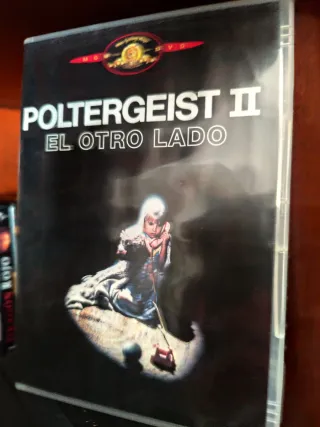 POLTERGEIST II
EL OTRO LADO